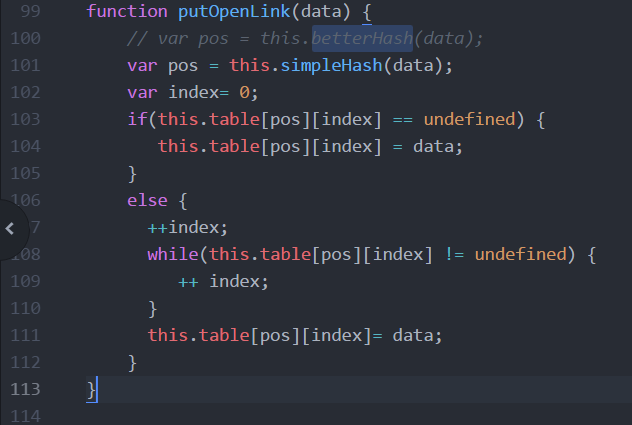 99 function putOpenLink(data) {
100 // var pos = this.betterHash(data);
101 var pos = this.simpleHash(data);
102 var index= 0;
103 if(this.table[pos][index] == undefined) {
104 this.table[pos][index] = data;
105 }
106 else {
7 ++index;
08 while(this.table[pos][index] != undefined) {
109 ++ index;
110 }
111 this.table[pos][index]= data;
112 }
113 }
114